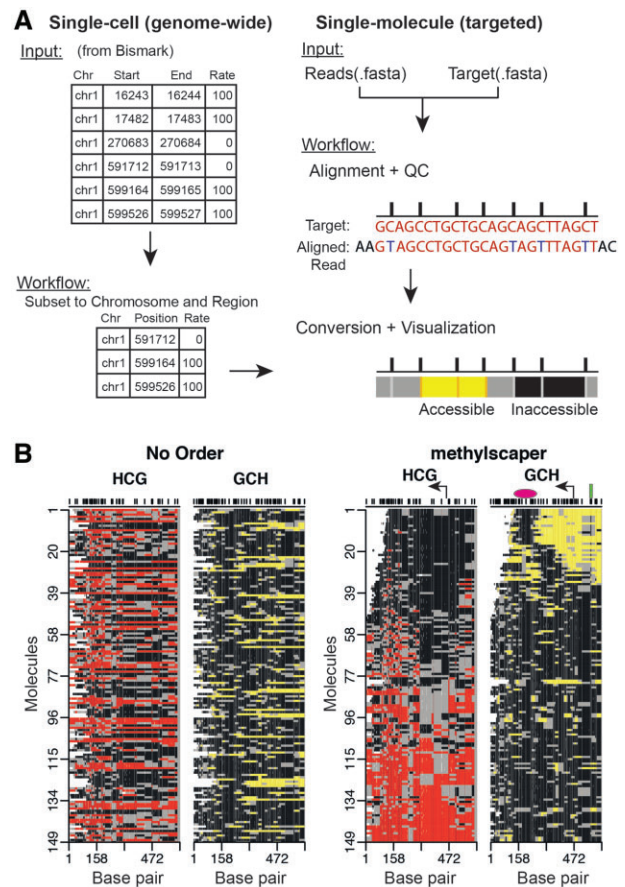 A
Single-cell (genome-wide)
Input: (from Bismark)
Chr Start End Rate
chr1 16243 16244 100
chr1 17482 17483 100
chr1 270683 270684 0
chr1 591712 591713 0
chr1 599164 599165 100
chr1 599526 599527 100
Workflow:
Subset to Chromosome and Region
Chr Position Rate
chr1 591712 0
chr1 599164 100
chr1 599526 100
Single-molecule (targeted)
Input:
Reads(.fasta) Target(.fasta)
Workflow:
Alignment + QC
Target: GCAGCCTGCTGCAGCAGCTTAGCT
Aligned: AAGTAGCCTGCTGCAGTAGTTTAGTTAC
Read
Conversion + Visualization
Accessible Inaccessible
B
No Order
HCG GCH
Molecules
1
20
39
58
77
96
115
134
149
1 158 472 1 158 472
Base pair Base pair
methylscaper
HCG GCH
Molecules
1
20
39
58
77
96
115
134
149
1 158 472 1 158 472
Base pair Base pair